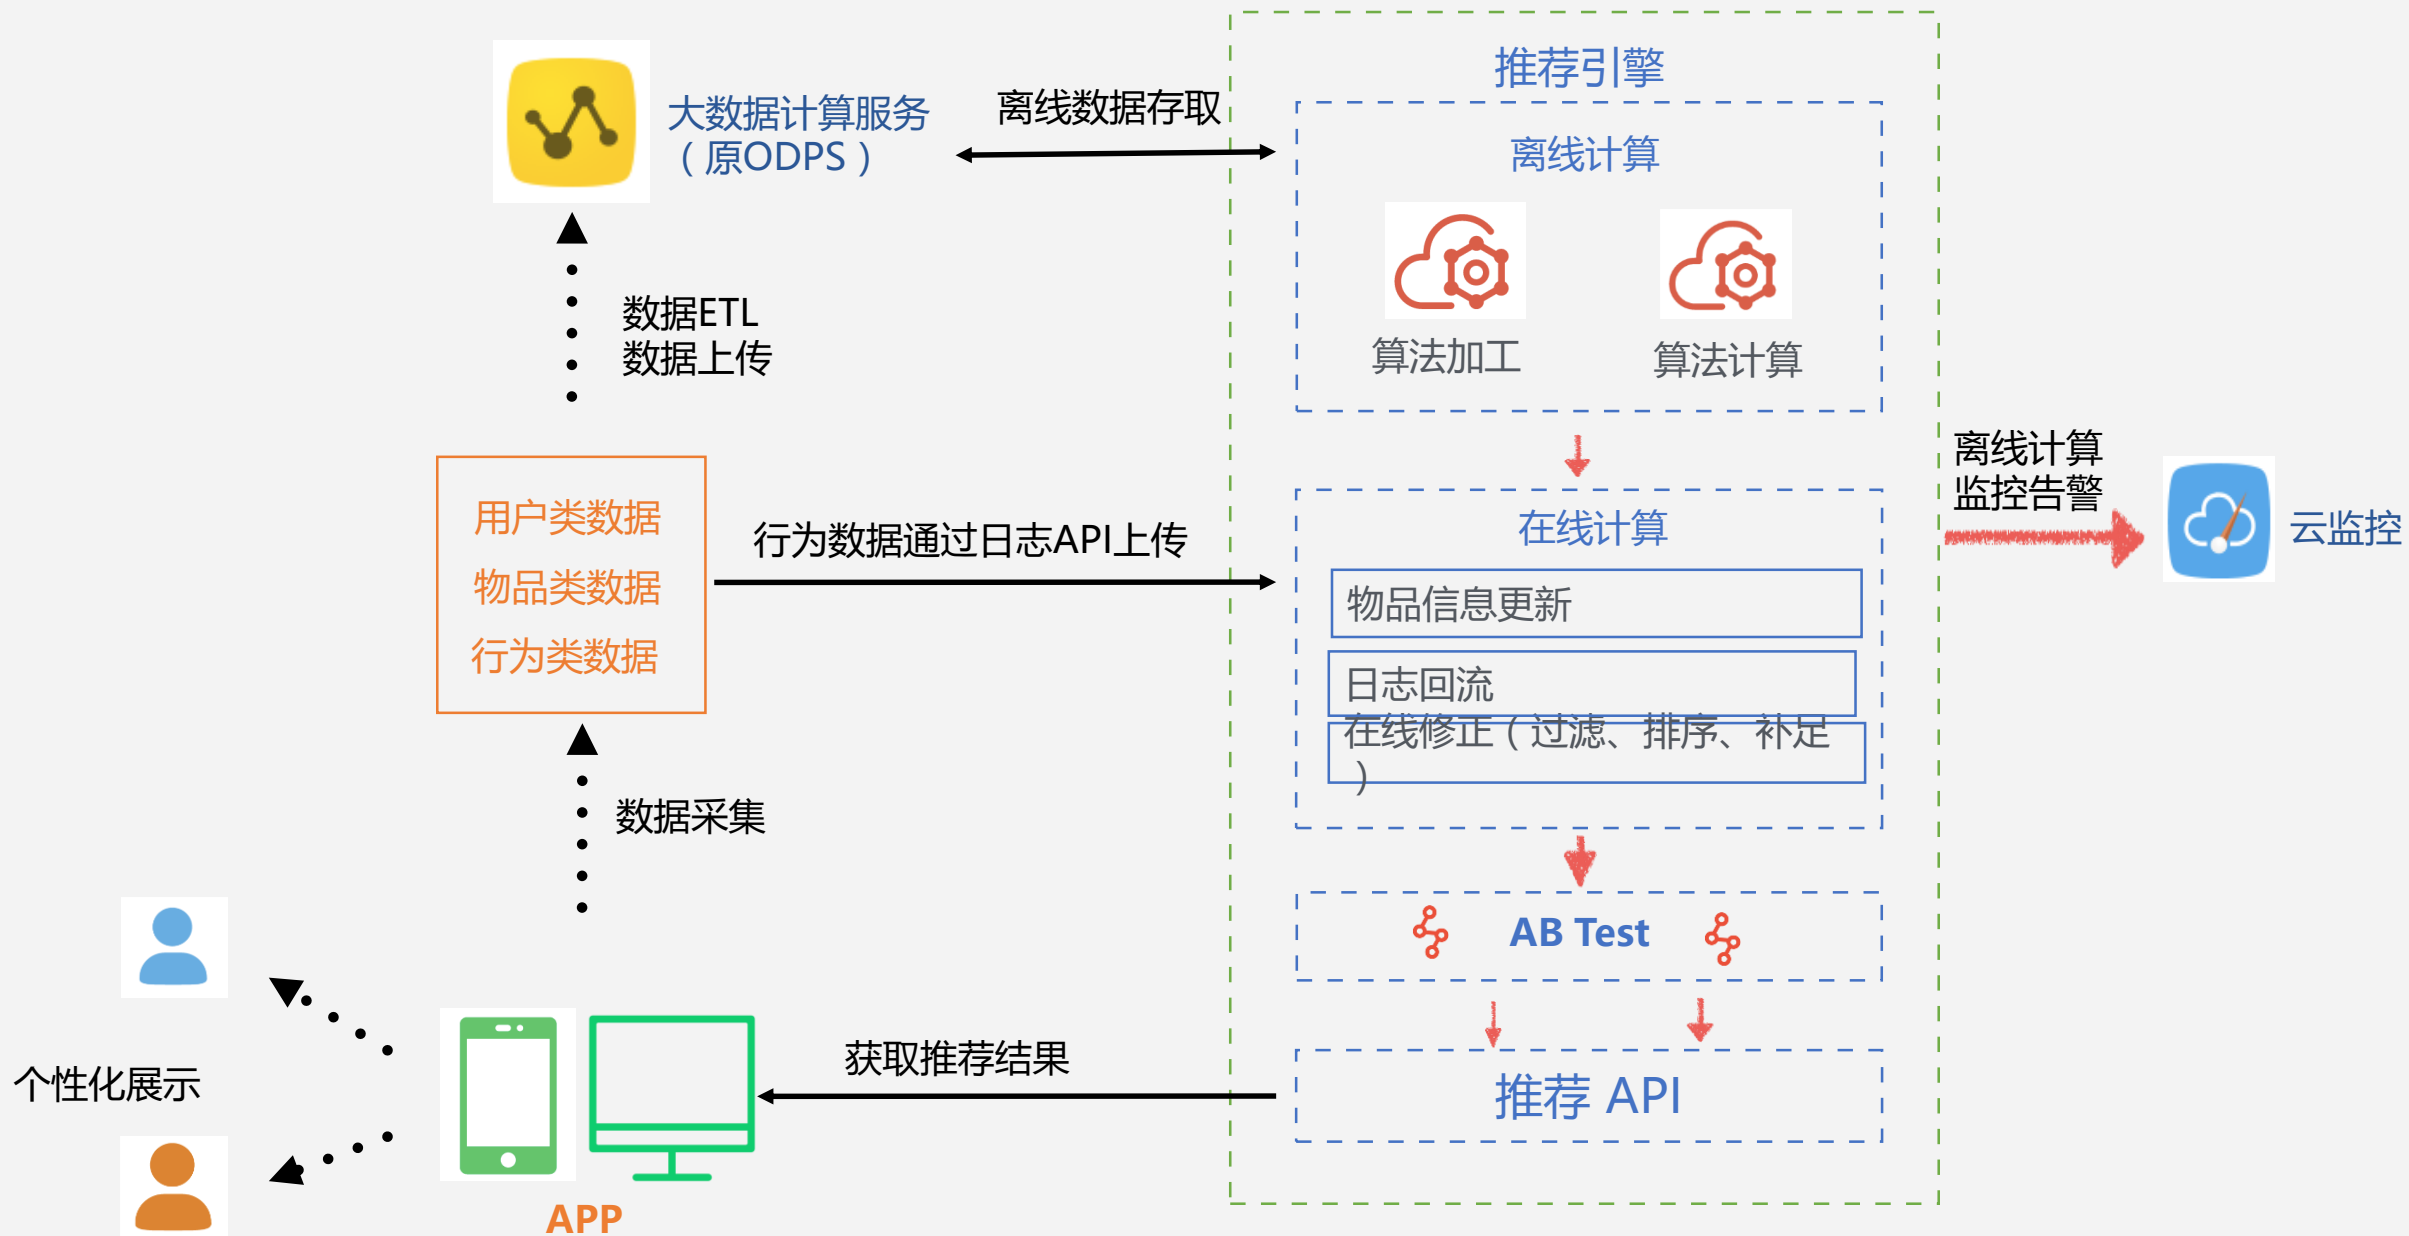 推荐引擎
大数据计算服务
（原ODPS）
离线数据存取
离线计算
算法加工
算法计算
数据ETL
数据上传
离线计算
监控告警
云监控
用户类数据
物品类数据
行为类数据
行为数据通过日志API上传
在线计算
物品信息更新
日志回流
在线修正（过滤、排序、补足
）
数据采集
AB Test
个性化展示
获取推荐结果
推荐 API
APP